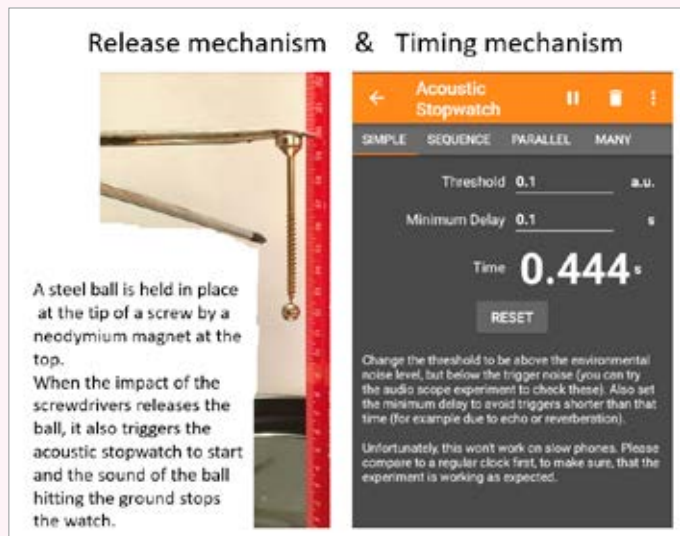 Release mechanism & Timing mechanism
A steel ball is held in place
at the tip of a screw by a
neodymium magnet at the
top.
When the impact of the
screwdrivers releases the
ball, it also triggers the
acoustic stopwatch to start
and the sound of the ball
hitting the ground stops
the watch.
Acoustic
Stopwatch
SIMPLE SEQUENCE PARALLEL MANY
Threshold 0.1 a.u.
Minimum Delay 0.1 s
Time 0.444 s
RESET
Change the threshold to be above the environmental
noise level, but below the trigger noise (you can try
the audio scope experiment to check these). Also set
the minimum delay to avoid triggers shorter than that
time (for example due to echo or reverberation).
Unfortunately, this won't work on slow phones. Please
compare to a regular clock first, to make sure, that the
experiment is working as expected.